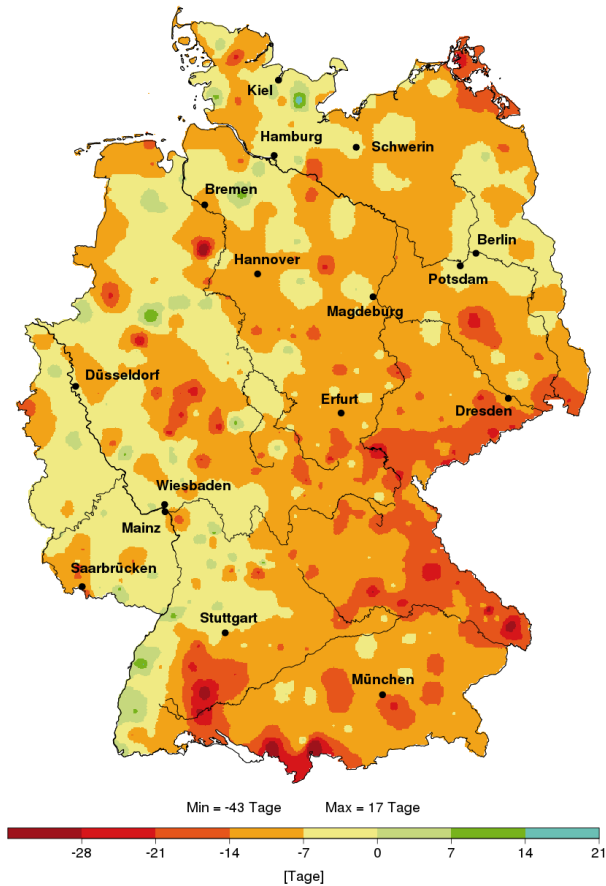 Kiel
Hamburg
Schwerin
Bremen
Berlin
Hannover
Potsdam
Magdeburg
Düsseldorf
Erfurt
Dresden
Wiesbaden
Mainz
Saarbrücken
Stuttgart
München
Min = -43 Tage Max = 17 Tage
-28 -21 -14 -7 0 7 14 21
[Tage]